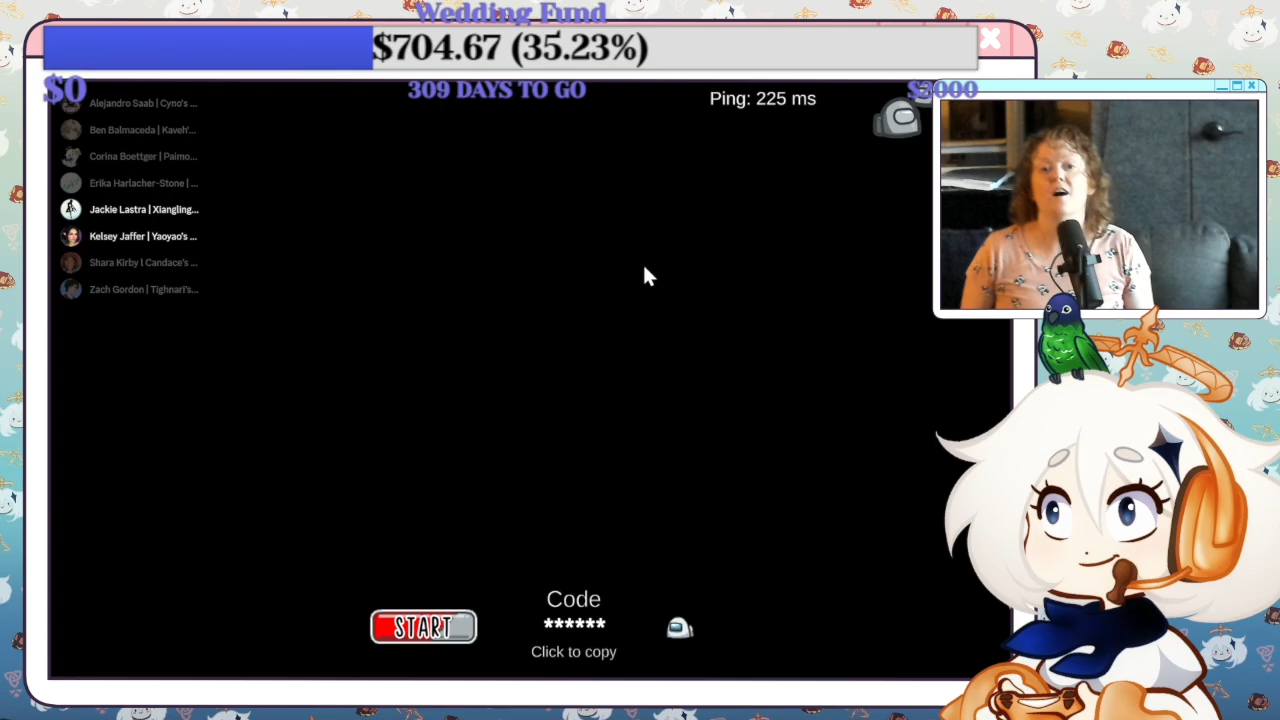 Wedding Fund
$704.67 (35.23%)
$0
309 DAYS TO GO
$2000
Ping: 225 ms
Alejandro Saab | Cyno's ...
Ben Balmaceda | Kaveh'...
Corina Boettger | Paimo...
Erika Harlacher-Stone | ...
Jackie Lastra | Xiangling...
Kelsey Jaffer | Yaoyao's ...
Shara Kirby l Candace's ...
Zach Gordon | Tighnari's...
START
Code
******
Click to copy